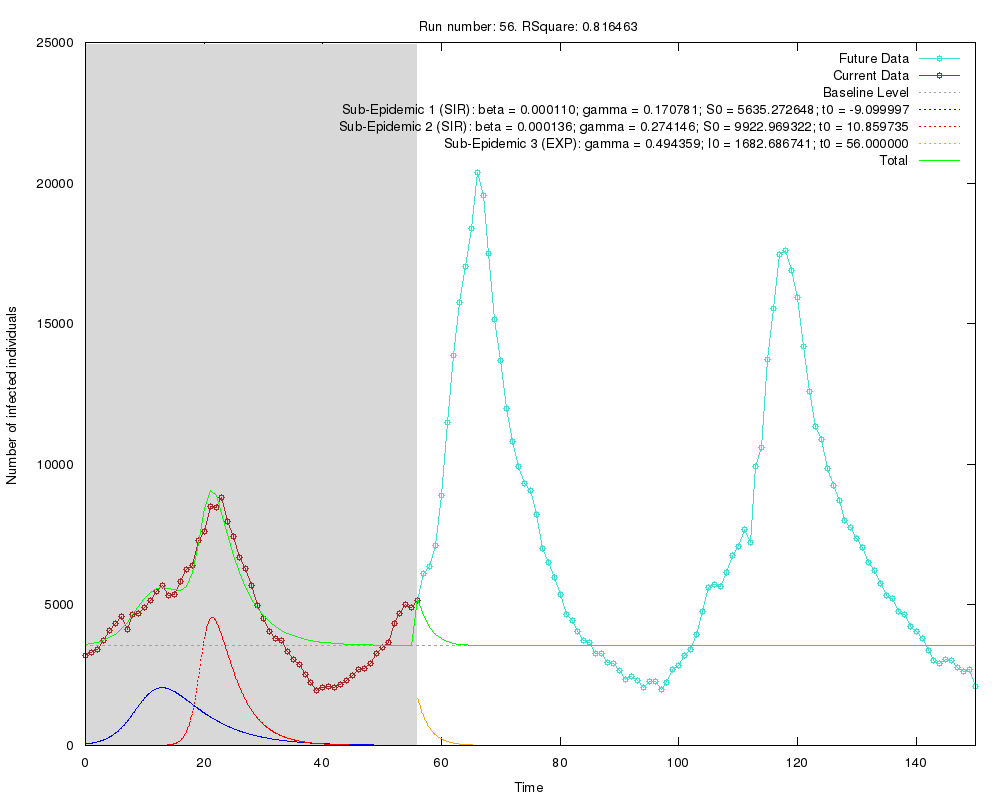 Run number: 56. RSquare: 0.816463
25000
20000
15000
10000
5000
0
Number of infected individuals
Future Data
Current Data
Baseline Level
Sub-Epidemic 1 (SIR): beta = 0.000110; gamma = 0.170781; S0 = 5635.272648; t0 = -9.099997
Sub-Epidemic 2 (SIR): beta = 0.000136; gamma = 0.274146; S0 = 9922.969322; t0 = 10.859735
Sub-Epidemic 3 (EXP): gamma = 0.494359; I0 = 1682.686741; t0 = 56.000000
Total
0 20 40 60 80 100 120 140
Time